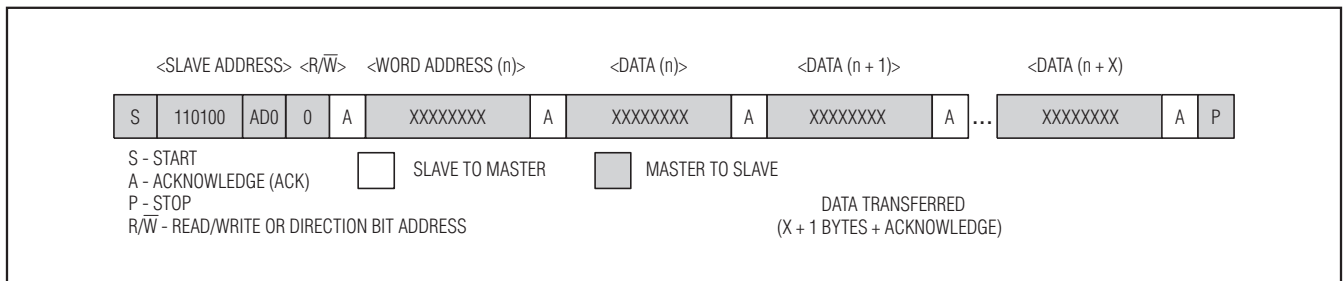 <SLAVE ADDRESS> <R/W̅> <WORD ADDRESS (n)> <DATA (n)> <DATA (n + 1)> <DATA (n + X)
S 110100 AD0 0 A XXXXXXXX A XXXXXXXX A XXXXXXXX A ... XXXXXXXX A P
S - START
A - ACKNOWLEDGE (ACK)
P - STOP
R/W̅ - READ/WRITE OR DIRECTION BIT ADDRESS
SLAVE TO MASTER
MASTER TO SLAVE
DATA TRANSFERRED
(X + 1 BYTES + ACKNOWLEDGE)